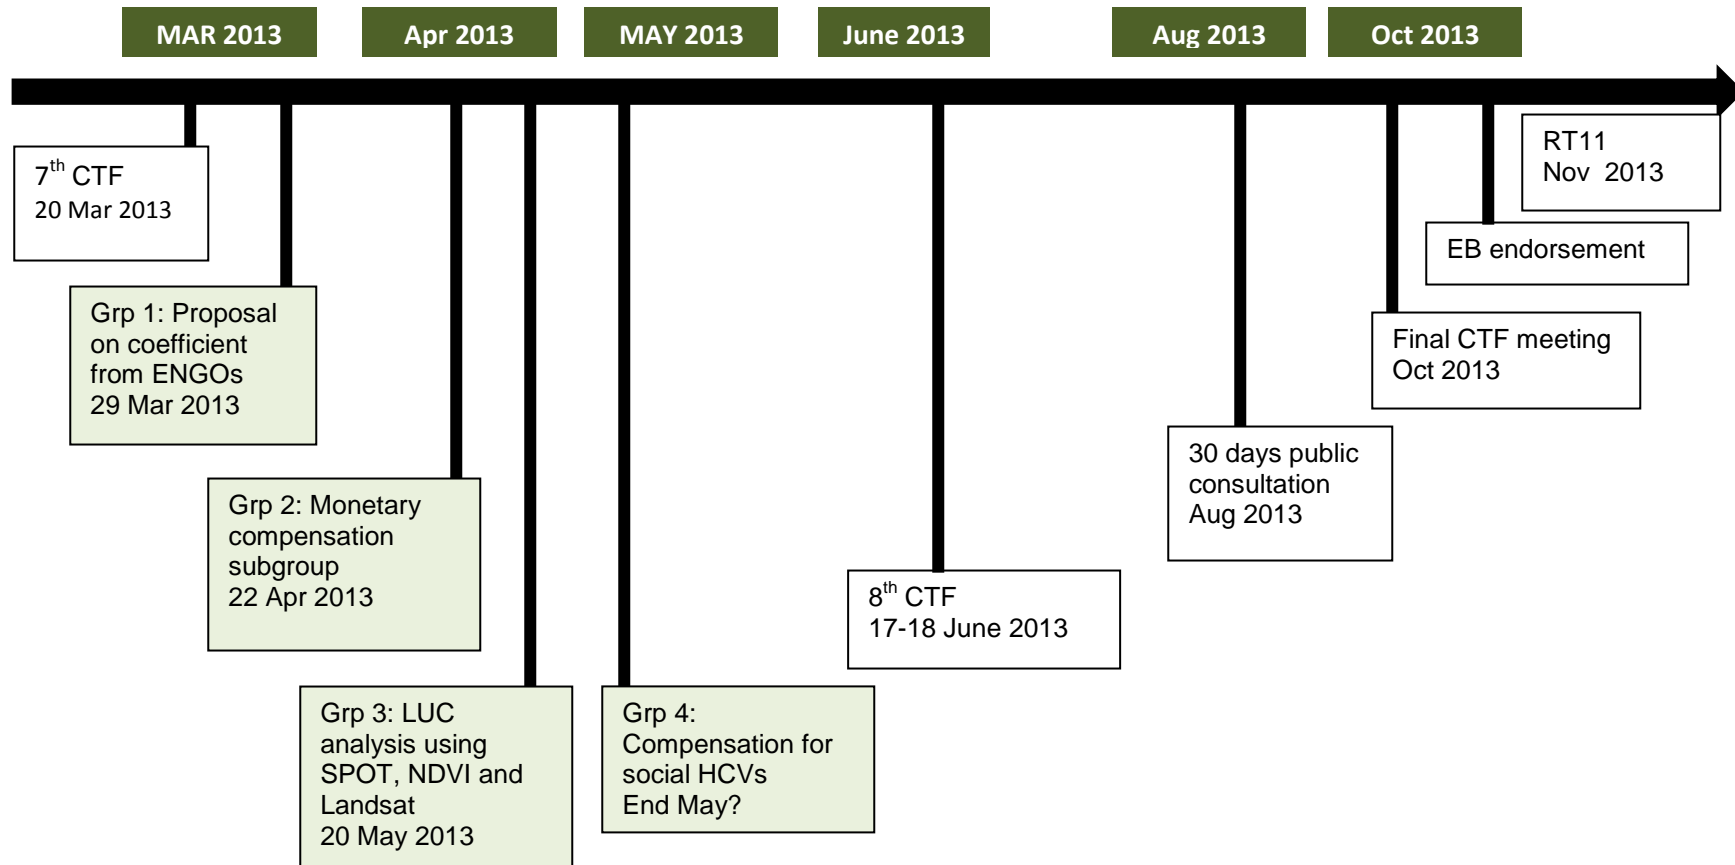 MAR 2013
Apr 2013
MAY 2013
June 2013
Aug 2013
Oct 2013
7th CTF
20 Mar 2013
Grp 1: Proposal
on coefficient
from ENGOs
29 Mar 2013
Grp 2: Monetary
compensation
subgroup
22 Apr 2013
Grp 3: LUC
analysis using
SPOT, NDVI and
Landsat
20 May 2013
Grp 4:
Compensation for
social HCVs
End May?
8th CTF
17-18 June 2013
30 days public
consultation
Aug 2013
Final CTF meeting
Oct 2013
EB endorsement
RT11
Nov 2013